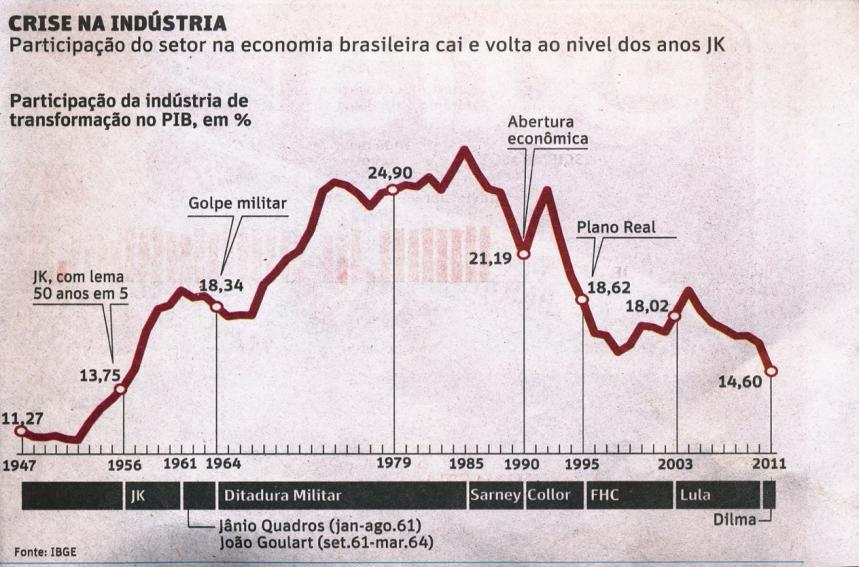 CRISE NA INDÚSTRIA
Participação do setor na economia brasileira cai e volta ao nivel dos anos JK
Participação da indústria de
transformação no PIB, em %
Abertura
econômica
24,90
Golpe militar
Plano Real
21,19
JK, com lema
50 anos em 5
18,34
18,62
18,02
13,75
14,60
11,27
1947 1956 1961 1964 1979 1985 1990 1995 2003 2011
JK Ditadura Militar Sarney Collor FHC Lula
Jânio Quadros (jan-ago.61)
Dilma
João Goulart (set.61-mar.64)
Fonte: IBGE